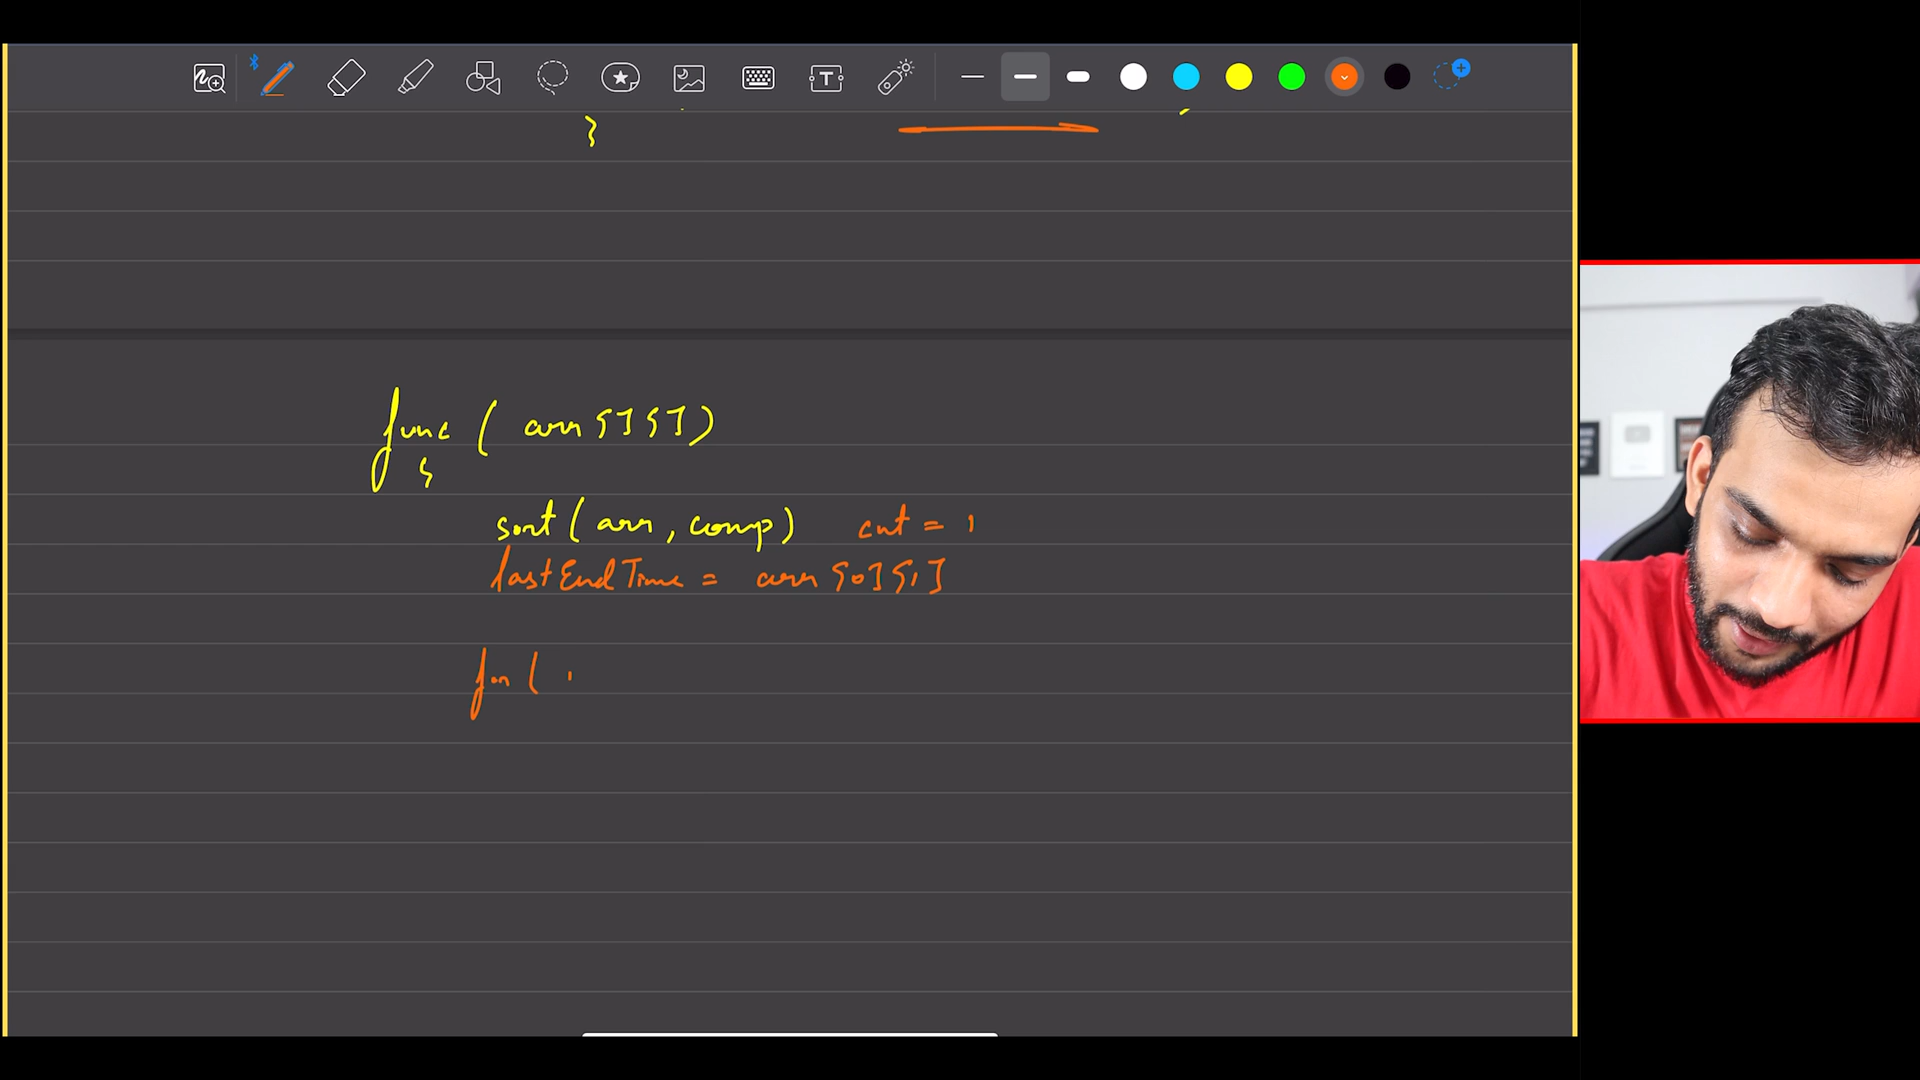 }
func ( arr [ ] [ ] )
{
sort ( arr , comp ) cnt = 1
lastEndTime = arr [0] [1]
for ( i